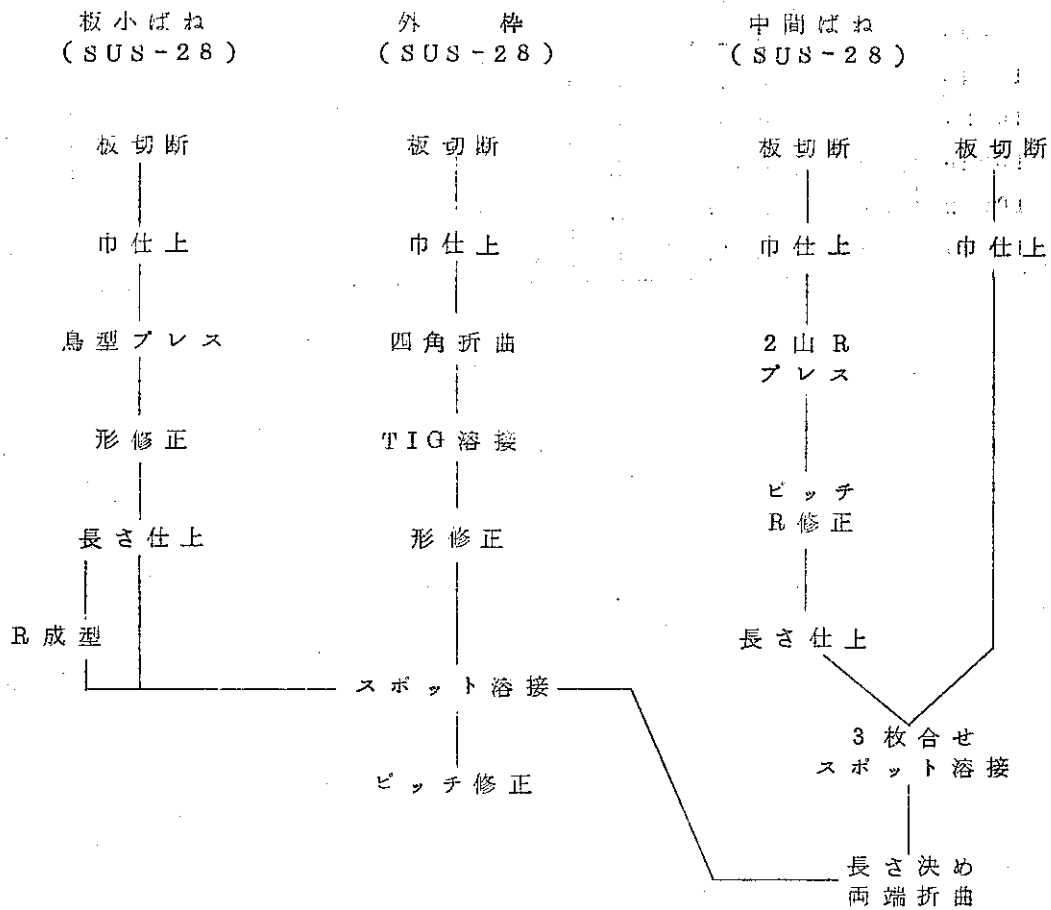 板小ばね
(SUS-28)
外 枠
(SUS-28)
中間ばね
(SUS-28)
板切断
板切断
板切断
板切断
巾仕上
巾仕上
巾仕上
巾仕上
鳥型プレス
四角折曲
2山R
プレス
形修正
TIG溶接
ピッチ
R修正
長さ仕上
形修正
R成型
長さ仕上
スポット溶接
3枚合せ
スポット溶接
ピッチ修正
長さ決め
両端折曲